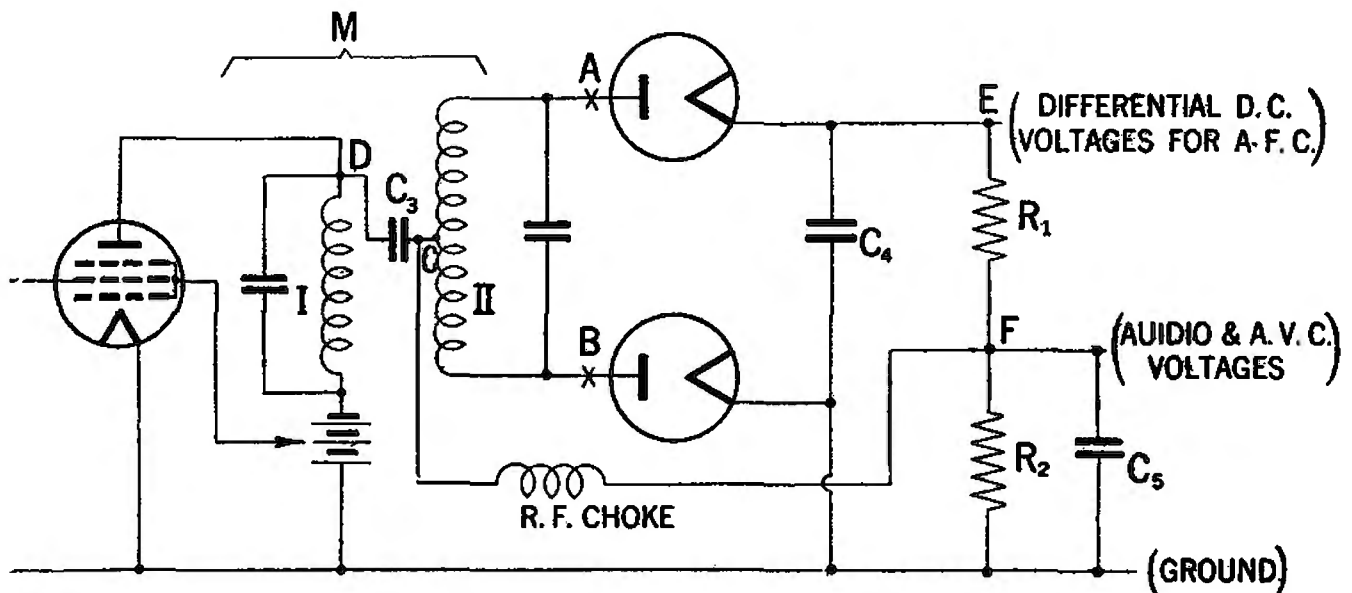 M
A
E
(DIFFERENTIAL D.C.
VOLTAGES FOR A-F.C.)
D
C3
C
R1
C4
I
II
B
F
(AUIDIO & A.V.C.
VOLTAGES)
R2
C5
R.F. CHOKE
(GROUND)